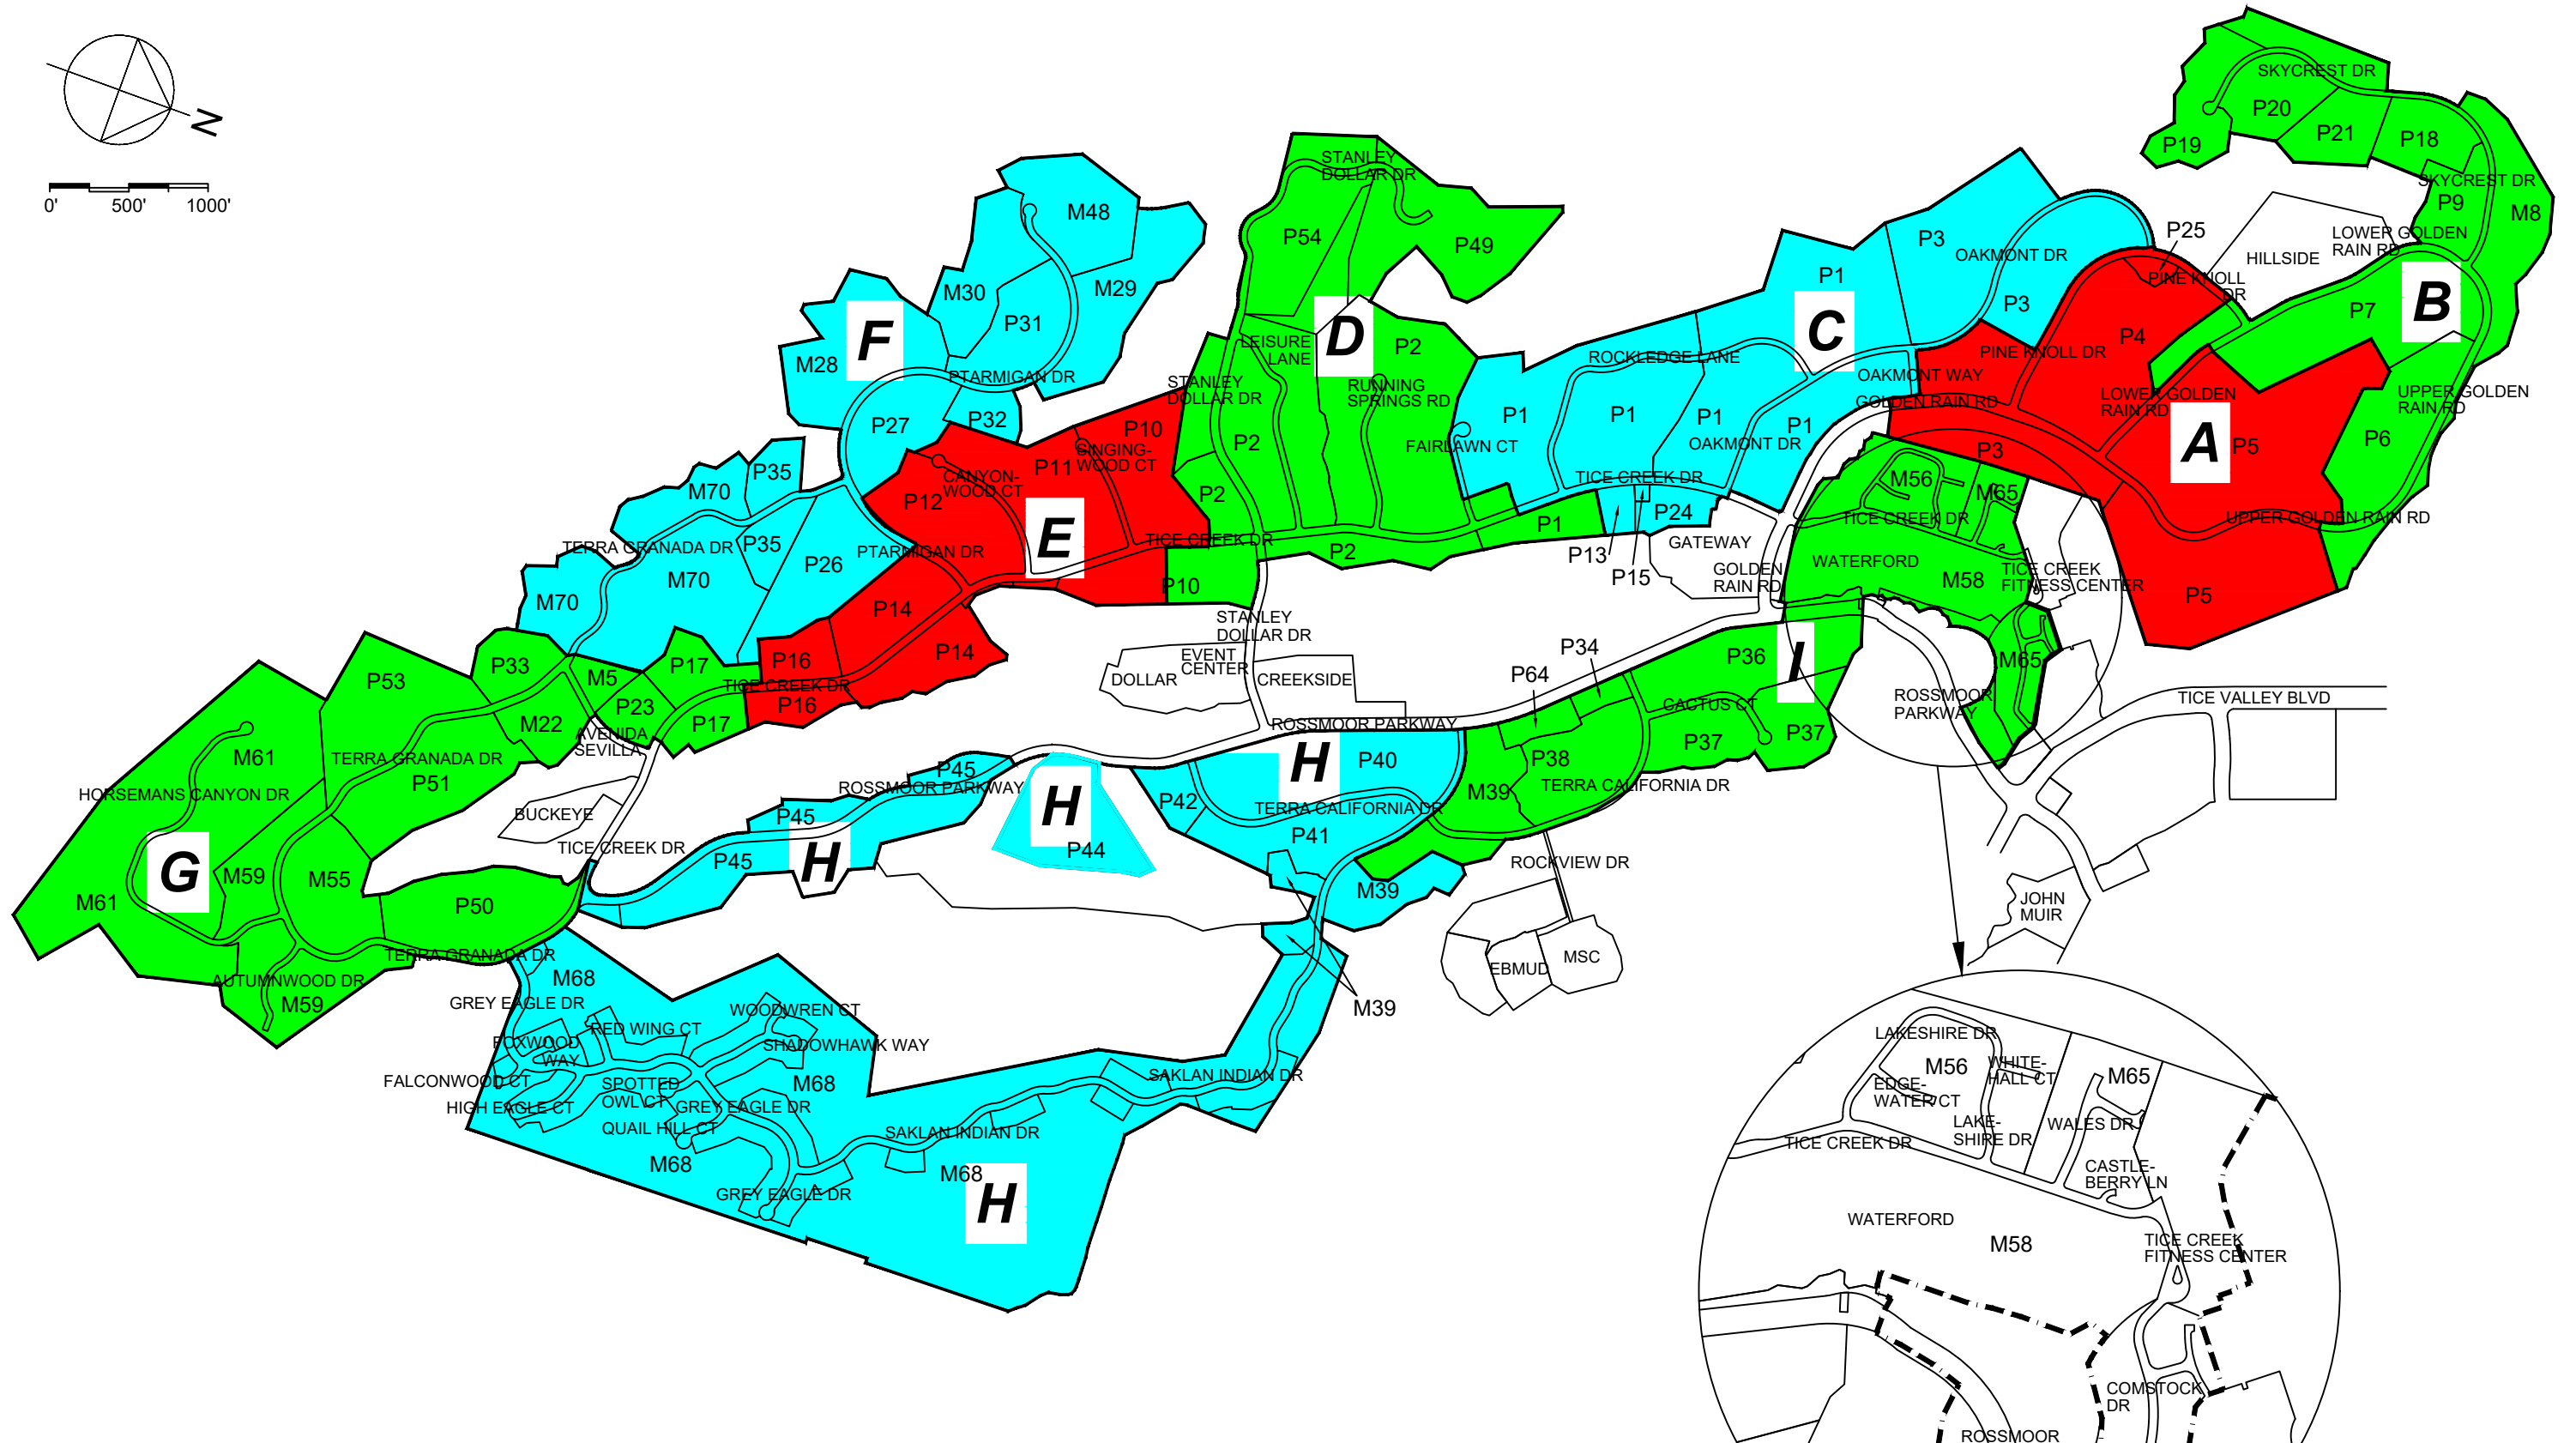 N
0' 500' 1000'
SKYCREST DR
P20
P21
P18
P19
SKYCREST DR
P9
M8
LOWER GOLDEN
RAIN RD
HILLSIDE
P25
PINE KNOLL
DR
B
P7
UPPER GOLDEN
RAIN RD
P6
UPPER GOLDEN RAIN RD
P4
PINE KNOLL DR
LOWER GOLDEN
RAIN RD
A
P5
P5
P3
GOLDEN RAIN RD
OAKMONT WAY
P3
OAKMONT DR
P3
C
P1
ROCKLEDGE LANE
P1
P1
P1
P1
OAKMONT DR
FAIRLAWN CT
TICE CREEK DR
P24
P13
P15
GATEWAY
GOLDEN
RAIN RD
P1
STANLEY
DOLLAR DR
P54
P49
D
LEISURE
LANE
P2
RUNNING
SPRINGS RD
STANLEY
DOLLAR DR
P2
P2
P2
TICE CREEK DR
P10
M48
M30
M29
P31
F
M28
PTARMIGAN DR
P27
P32
P10
SINGING-
WOOD CT
P11
CANYON-
WOOD CT
P12
E
PTARMIGAN DR
P14
P14
P35
M70
P35
TERRA GRANADA DR
P26
M70
M70
P16
TICE CREEK DR
P16
P33
M5
P17
P23
P17
M22
AVENIDA
SEVILLA
P53
TERRA GRANADA DR
P51
M61
HORSEMANS CANYON DR
G
M59
M55
M61
P50
TERRA GRANADA DR
AUTUMNWOOD DR
M59
BUCKEYE
TICE CREEK DR
STANLEY
DOLLAR DR
EVENT
CENTER
DOLLAR
CREEKSIDE
ROSSMOOR PARKWAY
P45
ROSSMOOR PARKWAY
P45
P45
H
H
P44
H
P40
P42
TERRA CALIFORNIA DR
P41
M39
M39
M39
P38
P64
P34
P36
I
CACTUS CT
P37
P37
TERRA CALIFORNIA DR
ROCKVIEW DR
EBMUD
MSC
M56
M65
TICE CREEK DR
WATERFORD
M58
TICE CREEK
FITNESS CENTER
M65
ROSSMOOR
PARKWAY
TICE VALLEY BLVD
JOHN
MUIR
M68
GREY EAGLE DR
RED WING CT
WOODWREN CT
FOXWOOD
WAY
SHADOWHAWK WAY
FALCONWOOD CT
SPOTTED
OWL CT
M68
HIGH EAGLE CT
GREY EAGLE DR
QUAIL HILL CT
M68
GREY EAGLE DR
SAKLAN INDIAN DR
SAKLAN INDIAN DR
M68
H
LAKESHIRE DR
M56
WHITE-
HALL CT
M65
EDGE-
WATER CT
LAKE-
SHIRE DR
WALES DR
TICE CREEK DR
CASTLE-
BERRY LN
WATERFORD
M58
TICE CREEK
FITNESS CENTER
COMSTOCK
DR
ROSSMOOR